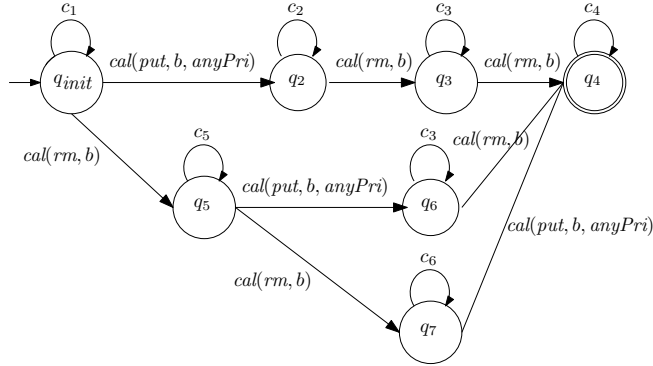 c1 c2 c3 c4
qinit cal(put, b, anyPri) q2 cal(rm, b) q3 cal(rm, b) q4
cal(rm, b) c5 c3 cal(rm, b)
q5 cal(put, b, anyPri) q6
cal(put, b, anyPri)
cal(rm, b) c6
q7